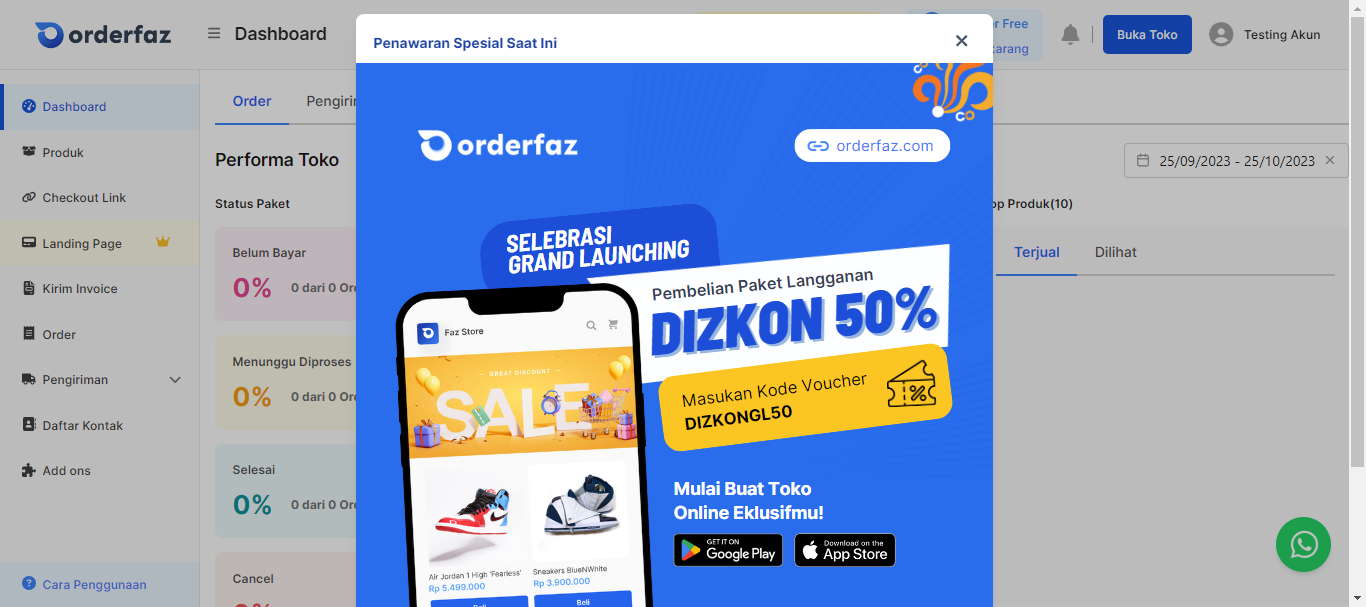 orderfaz
Dashboard
Penawaran Spesial Saat Ini
r Free
karang
Buka Toko
Testing Akun
Dashboard
Produk
Checkout Link
Landing Page
Kirim Invoice
Order
Pengiriman
Daftar Kontak
Add ons
Cara Penggunaan
Order
Pengirin
Performa Toko
25/09/2023 - 25/10/2023
Status Paket
op Produk(10)
Terjual
Dilihat
Belum Bayar
0%
0 dari 0 Ord
Menunggu Diproses
0%
0 dari 0 Ord
Selesai
0%
0 dari 0 Ord
Cancel
orderfaz
orderfaz.com
SELEBRASI
GRAND LAUNCHING
Pembelian Paket Langganan
DIZKON 50%
Masukan Kode Voucher
DIZKONGL50
Faz Store
GREAT DISCOUNT
SALE
Air Jordan 1 High 'Fearless'
Rp 5.499.000
Beli
Sneakers BlueNWhite
Rp 3.900.000
Beli
Mulai Buat Toko
Online Eklusifmu!
GET IT ON
Google Play
Download on the
App Store